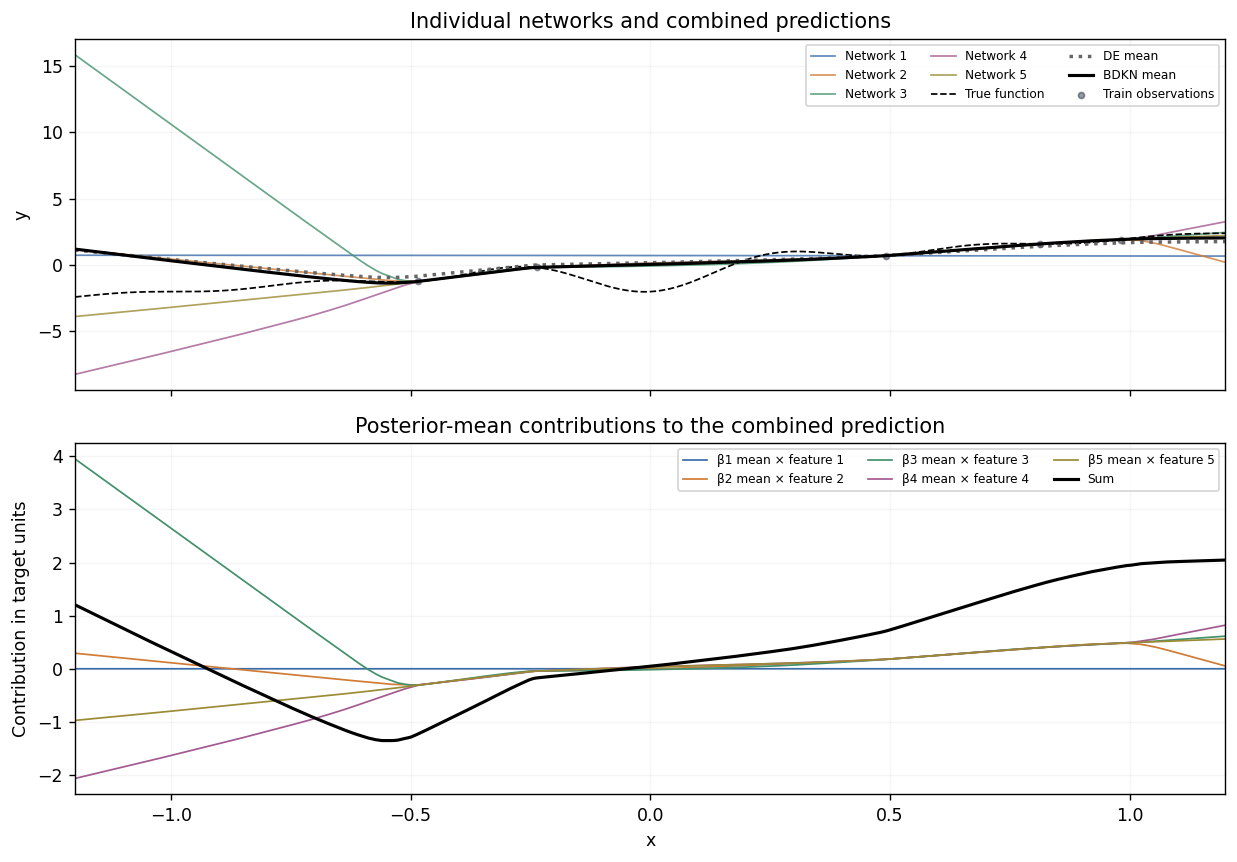 Individual networks and combined predictions
Network 1
Network 2
Network 3
Network 4
Network 5
True function
DE mean
BDKN mean
Train observations
15
10
5
0
−5
y
Posterior-mean contributions to the combined prediction
β1 mean × feature 1
β2 mean × feature 2
β3 mean × feature 3
β4 mean × feature 4
β5 mean × feature 5
Sum
4
3
2
1
0
−1
−2
Contribution in target units
−1.0
−0.5
0.0
0.5
1.0
x